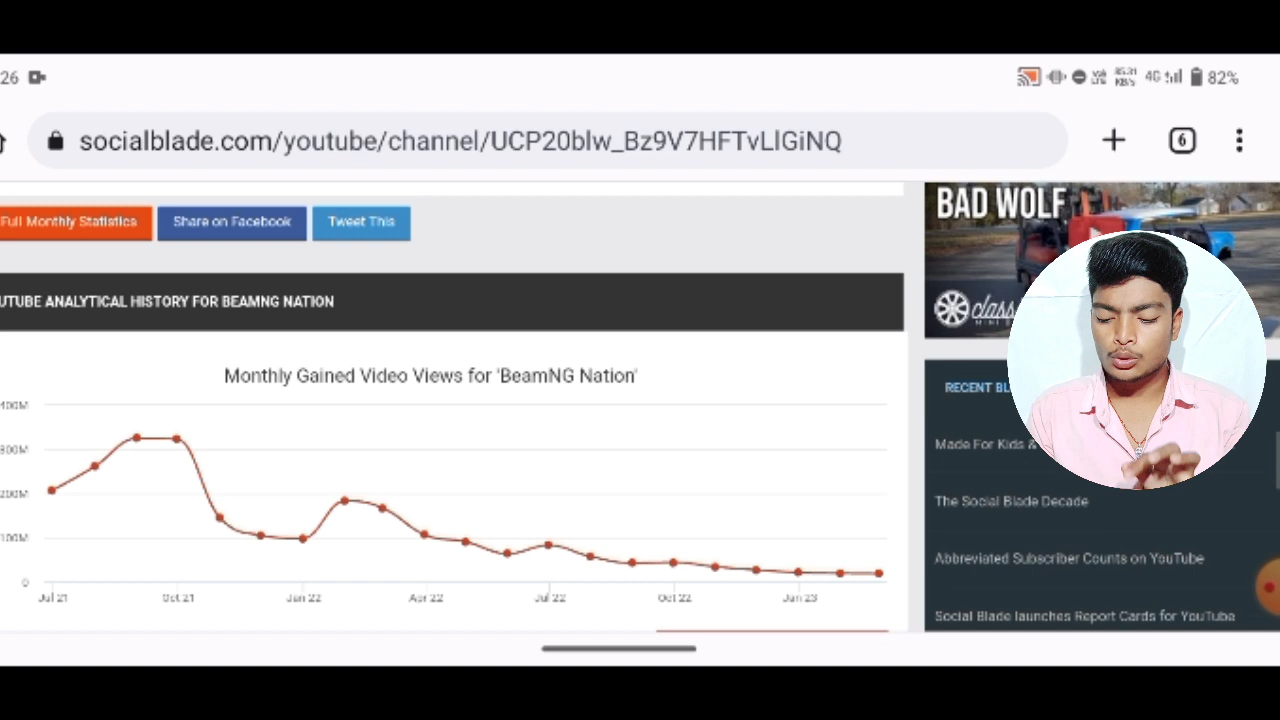 26
4G 82%
socialblade.com/youtube/channel/UCP20blw_Bz9V7HFTvLlGiNQ
6
Full Monthly Statistics
Share on Facebook
Tweet This
BAD WOLF
class
UTUBE ANALYTICAL HISTORY FOR BEAMNG NATION
Monthly Gained Video Views for 'BeamNG Nation'
400M
300M
200M
100M
0
Jul 21
Oct 21
Jan 22
Apr 22
Jul 22
Oct 22
Jan 23
RECENT BL
Made For Kids &
The Social Blade Decade
Abbreviated Subscriber Counts on YouTube
Social Blade launches Report Cards for YouTube